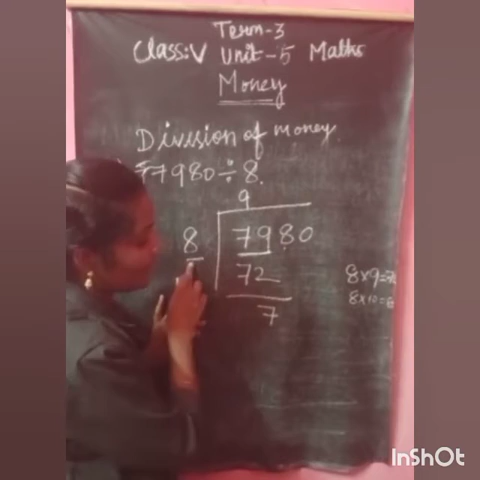 Term-3
Class:V Unit-5 Maths
Money
Division of money.
₹7980÷8.
9
8 7980
72
7
8×9=72
8×10=8
InShOt